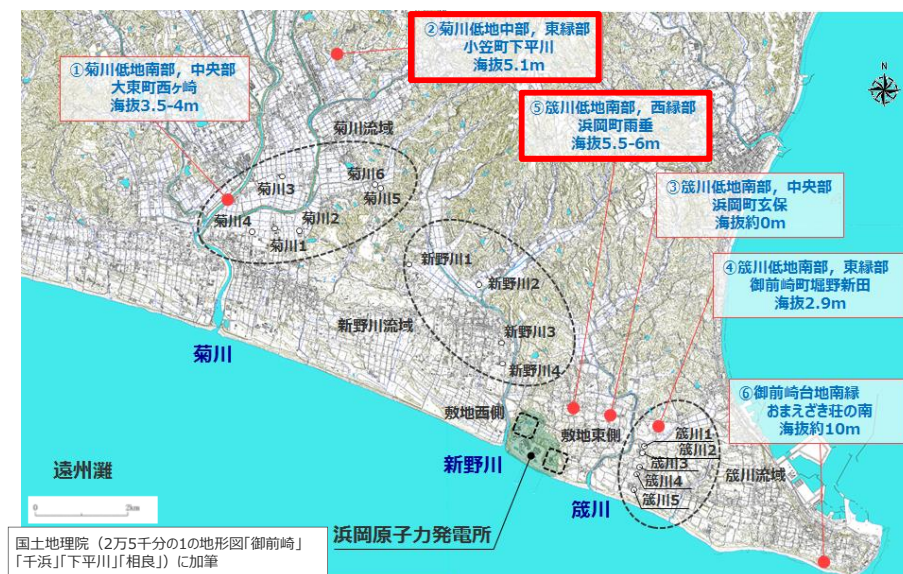 ②菊川低地中部，東縁部
小笠町下平川
海抜5.1m
①菊川低地南部，中央部
大東町西ヶ崎
海抜3.5-4m
N
⑤筬川低地南部，西縁部
浜岡町雨垂
海抜5.5-6m
菊川流域
菊川6
菊川3
菊川5
③筬川低地南部，中央部
浜岡町玄保
海抜約0m
菊川4
菊川2
菊川1
新野川1
④筬川低地南部，東縁部
御前崎町堀野新田
海抜2.9m
新野川2
新野川流域
新野川3
菊川
新野川4
⑥御前崎台地南縁
おまえざき荘の南
海抜約10m
敷地西側
敷地東側
筬川1
筬川2
筬川3
筬川4
筬川5
筬川流域
新野川
遠州灘
筬川
0 2km
浜岡原子力発電所
国土地理院（2万5千分の1の地形図「御前崎」
「千浜」「下平川」「相良」）に加筆